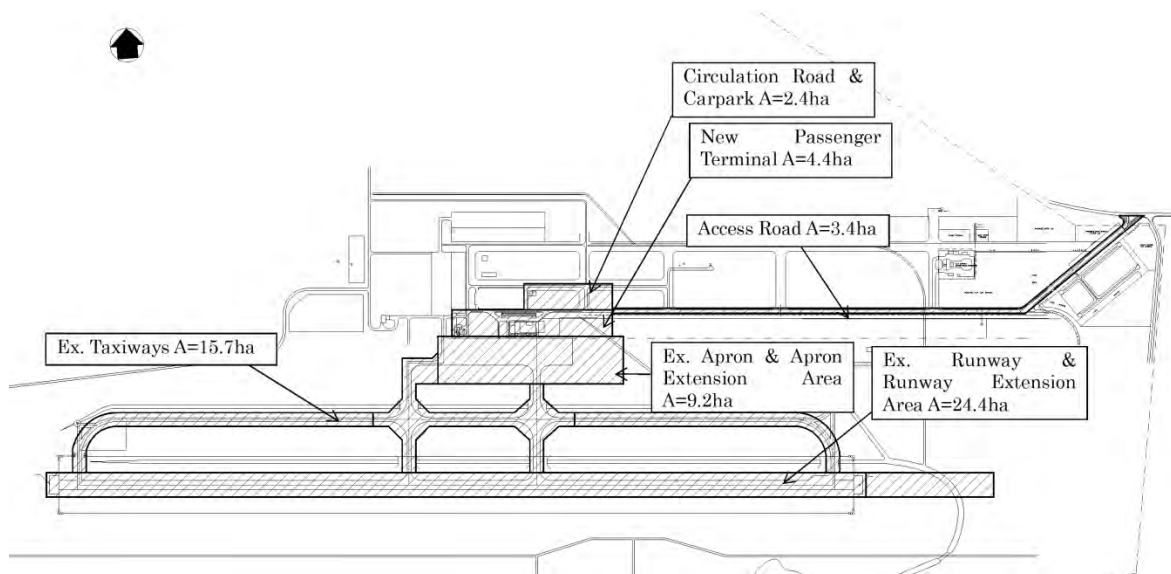 Circulation Road &
Carpark A=2.4ha
New Passenger
Terminal A=4.4ha
Access Road A=3.4ha
Ex. Taxiways A=15.7ha
Ex. Apron & Apron
Extension Area
A=9.2ha
Ex. Runway &
Runway Extension
Area A=24.4ha